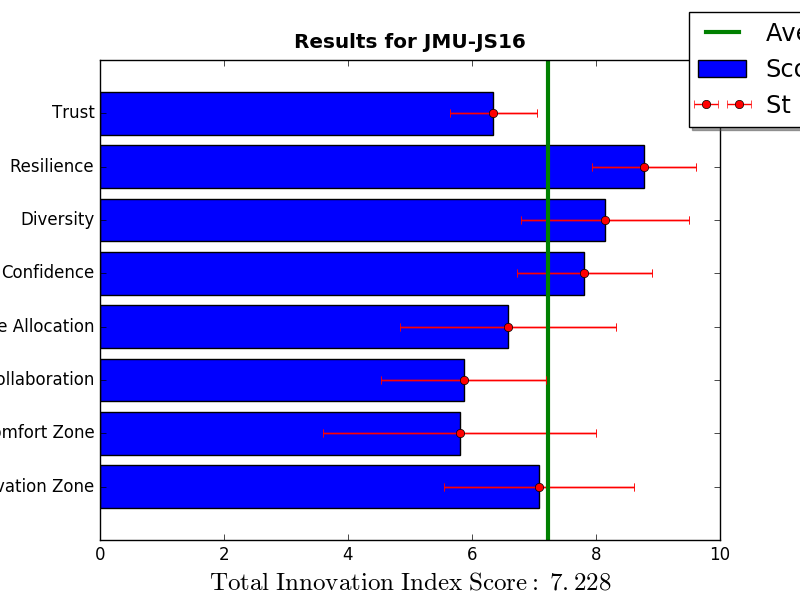 Results for JMU-JS16
Ave
Sco
St
Trust
Resilience
Diversity
Confidence
e Allocation
ollaboration
mfort Zone
vation Zone
0 2 4 6 8 10
Total Innovation Index Score: 7.228